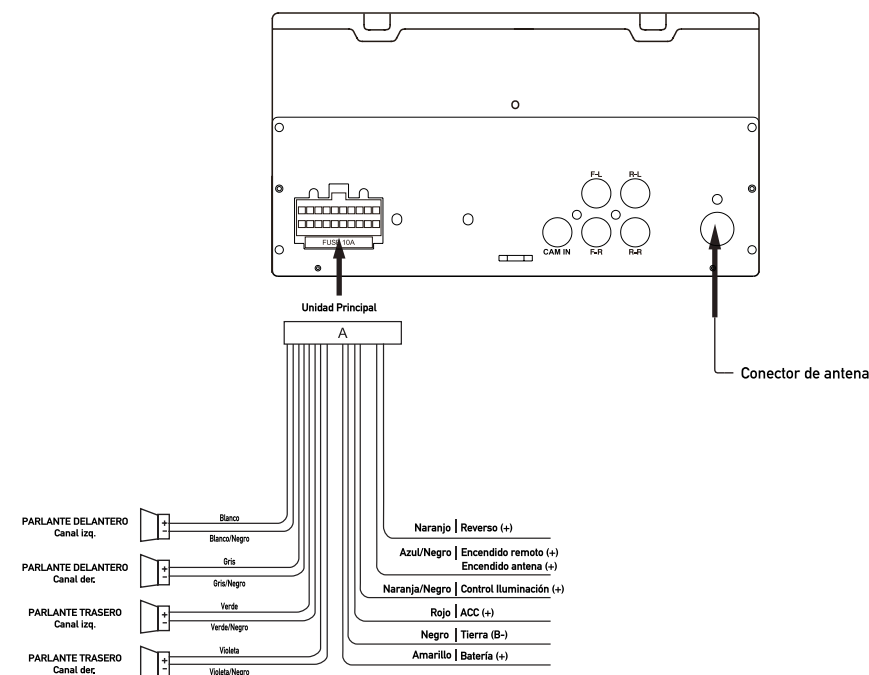 F-L
R-L
FUSE 10A
CAM IN
F-R
R-R
Unidad Principal
A
Conector de antena
PARLANTE DELANTERO
Canal izq.
Blanco
Blanco/Negro
PARLANTE DELANTERO
Canal der.
Gris
Gris/Negro
PARLANTE TRASERO
Canal izq.
Verde
Verde/Negro
PARLANTE TRASERO
Canal der.
Violeta
Violeta/Negro
+
-
+
-
+
-
+
-
Naranjo | Reverso (+)
Azul/Negro | Encendido remoto (+)
Encendido antena (+)
Naranja/Negro | Control Iluminación (+)
Rojo | ACC (+)
Negro | Tierra (B-)
Amarillo | Batería (+)